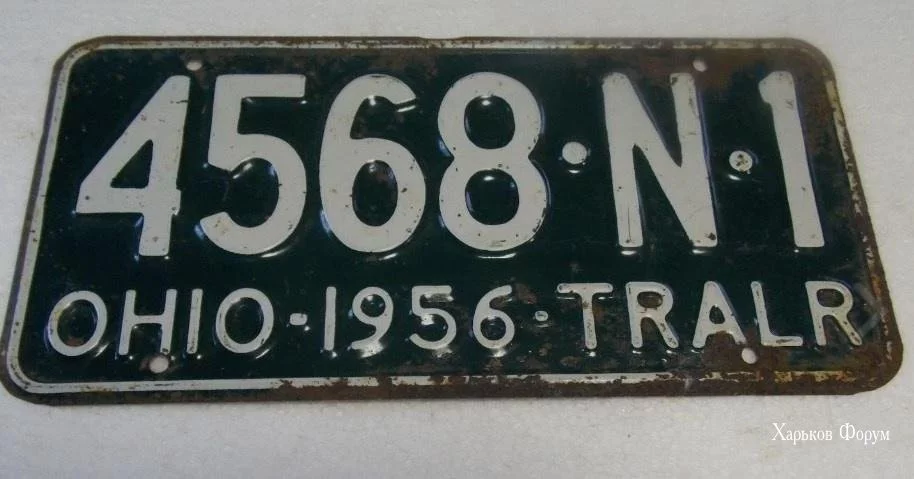 4568·N·1
OHIO-1956·TRALR
Харьков Форум